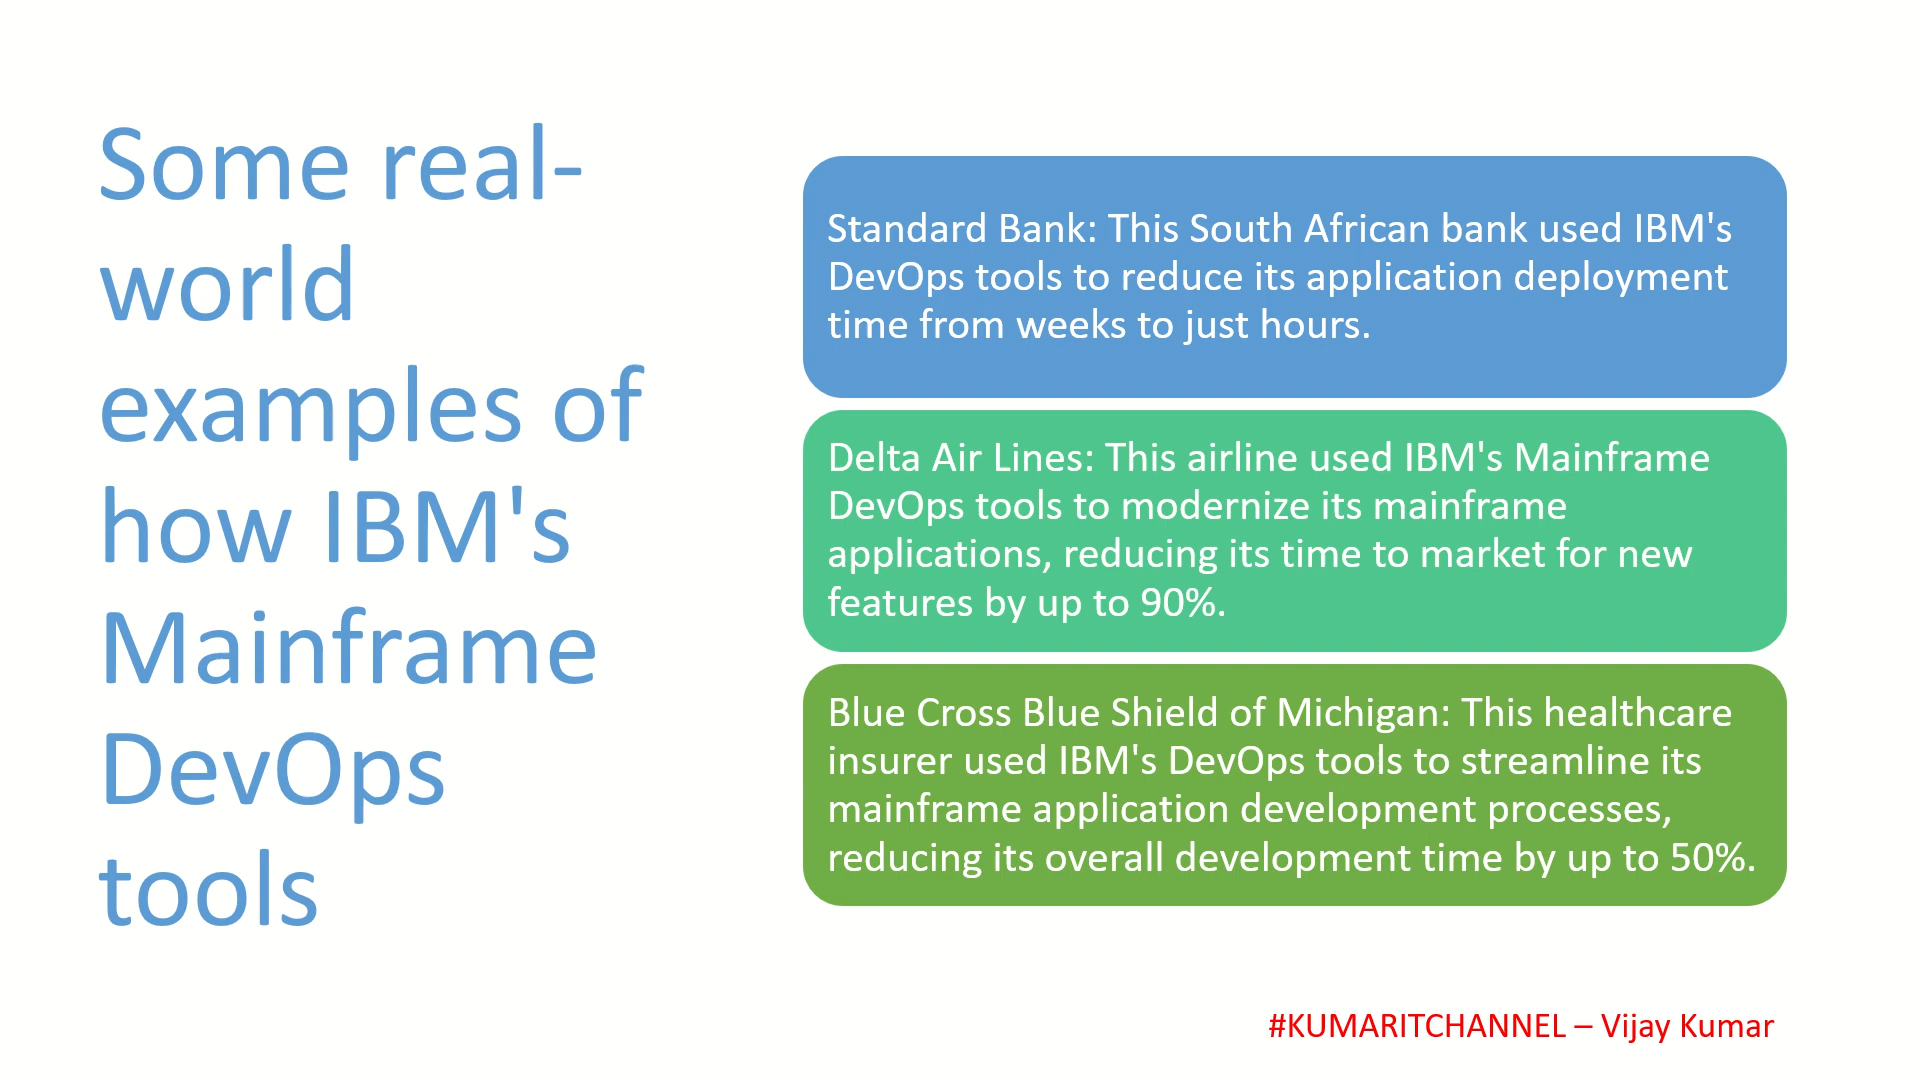 Some real-
world
examples of
how IBM's
Mainframe
DevOps
tools
Standard Bank: This South African bank used IBM's
DevOps tools to reduce its application deployment
time from weeks to just hours.
Delta Air Lines: This airline used IBM's Mainframe
DevOps tools to modernize its mainframe
applications, reducing its time to market for new
features by up to 90%.
Blue Cross Blue Shield of Michigan: This healthcare
insurer used IBM's DevOps tools to streamline its
mainframe application development processes,
reducing its overall development time by up to 50%.
#KUMARITCHANNEL – Vijay Kumar